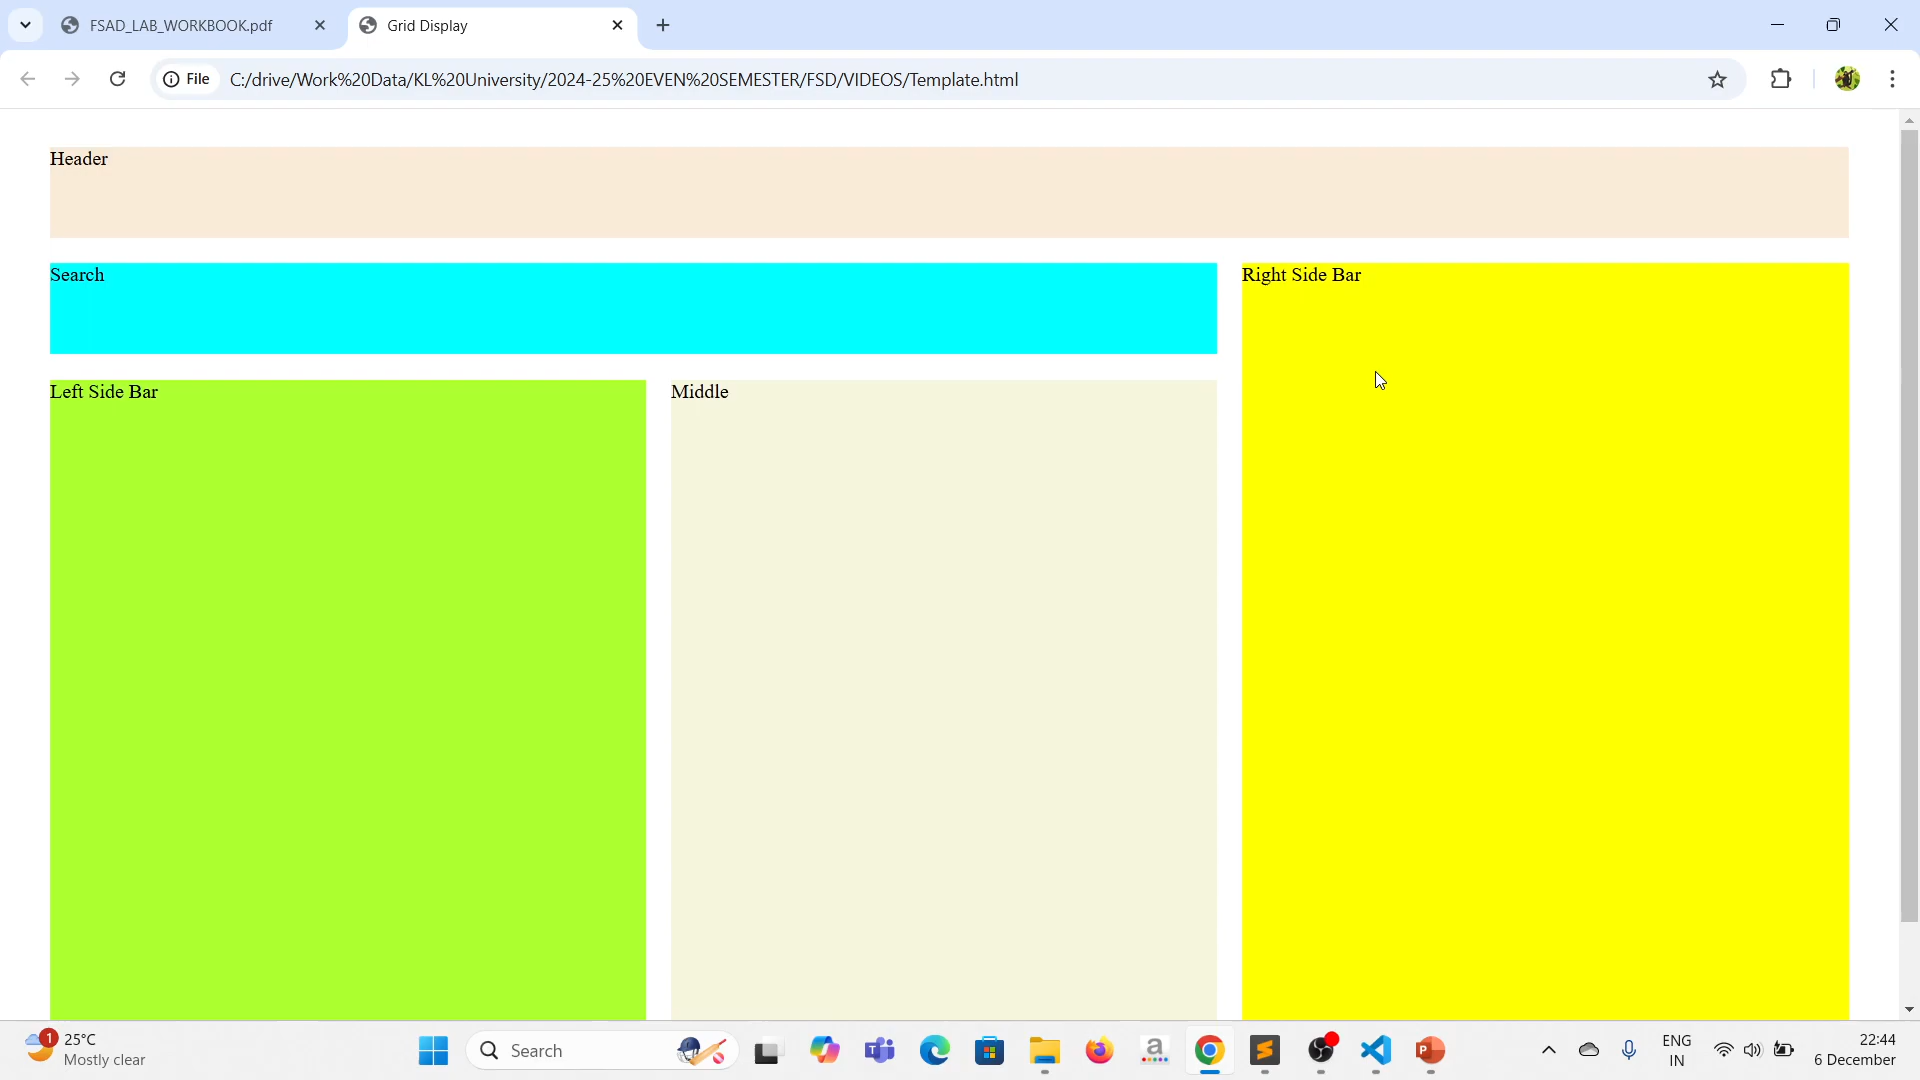 FSAD_LAB_WORKBOOK.pdf
Grid Display
File
C:/drive/Work%20Data/KL%20University/2024-25%20EVEN%20SEMESTER/FSD/VIDEOS/Template.html
Header
Search
Right Side Bar
Left Side Bar
Middle
1
25°C
Mostly clear
Search
ENG
IN
22:44
6 December